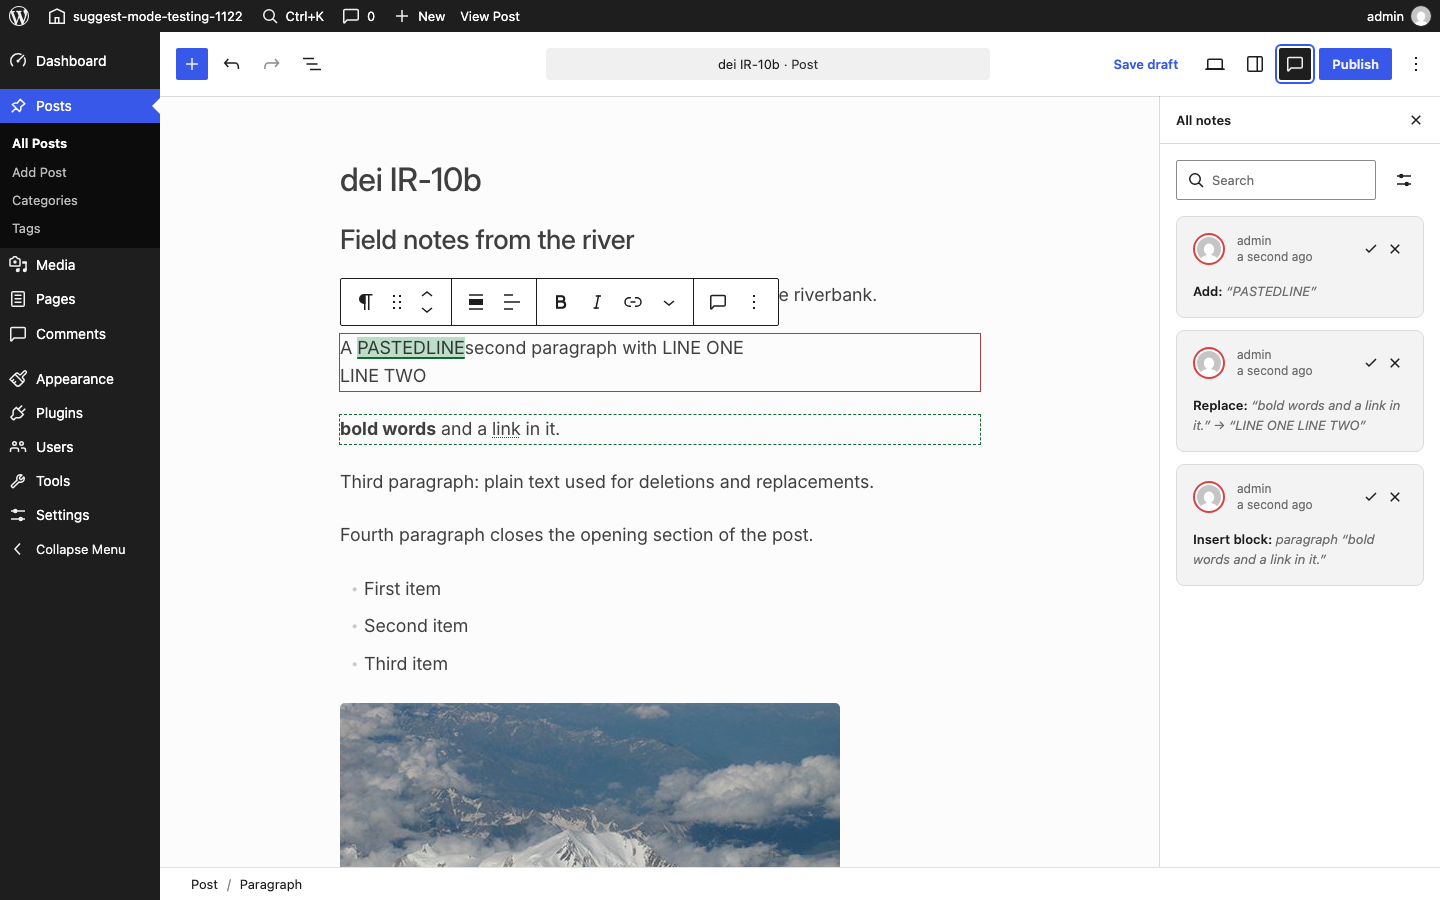 suggest-mode-testing-1122 Ctrl+K 0 New View Post admin
Dashboard
Posts
All Posts
Add Post
Categories
Tags
Media
Pages
Comments
Appearance
Plugins
Users
Tools
Settings
Collapse Menu
dei IR-10b · Post
Save draft
Publish
dei IR-10b
Field notes from the river
e riverbank.
A PASTEDLINEsecond paragraph with LINE ONE
LINE TWO
bold words and a link in it.
Third paragraph: plain text used for deletions and replacements.
Fourth paragraph closes the opening section of the post.
First item
Second item
Third item
All notes
Search
admin
a second ago
Add: “PASTEDLINE”
admin
a second ago
Replace: “bold words and a link in
it.” → “LINE ONE LINE TWO”
admin
a second ago
Insert block: paragraph “bold
words and a link in it.”
Post / Paragraph